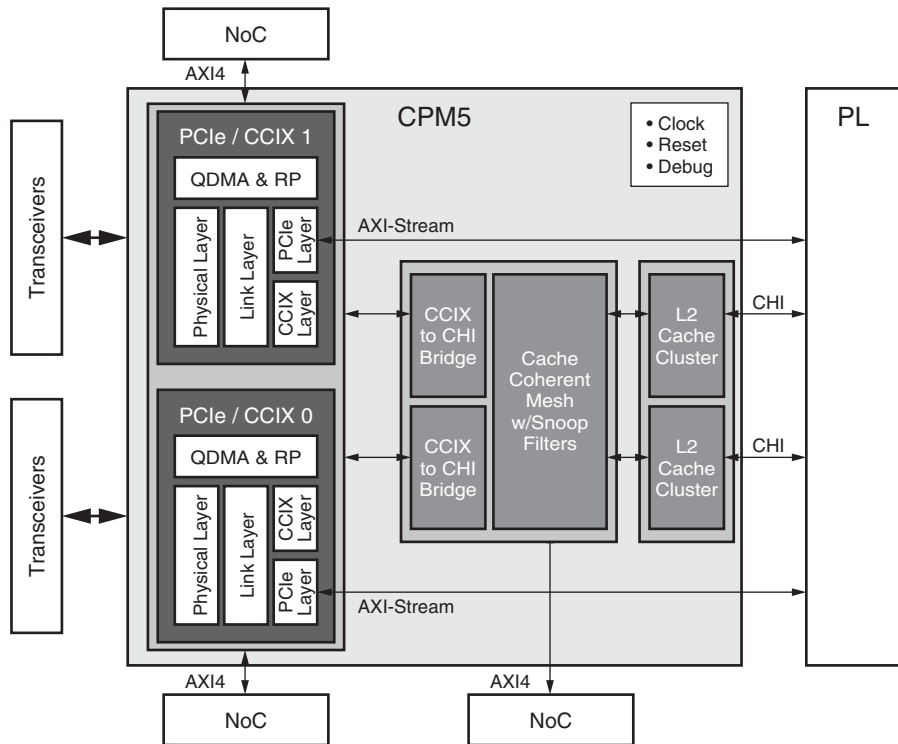 NoC
AXI4
CPM5
PL
• Clock
• Reset
• Debug
PCIe / CCIX 1
QDMA & RP
Physical Layer
Link Layer
PCIe
Layer
CCIX
Layer
Transceivers
AXI-Stream
CCIX
to CHI
Bridge
Cache
Coherent
Mesh
w/Snoop
Filters
L2
Cache
Cluster
CHI
PCIe / CCIX 0
QDMA & RP
Physical Layer
Link Layer
CCIX
Layer
PCIe
Layer
Transceivers
CCIX
to CHI
Bridge
L2
Cache
Cluster
CHI
AXI-Stream
AXI4
NoC
AXI4
NoC